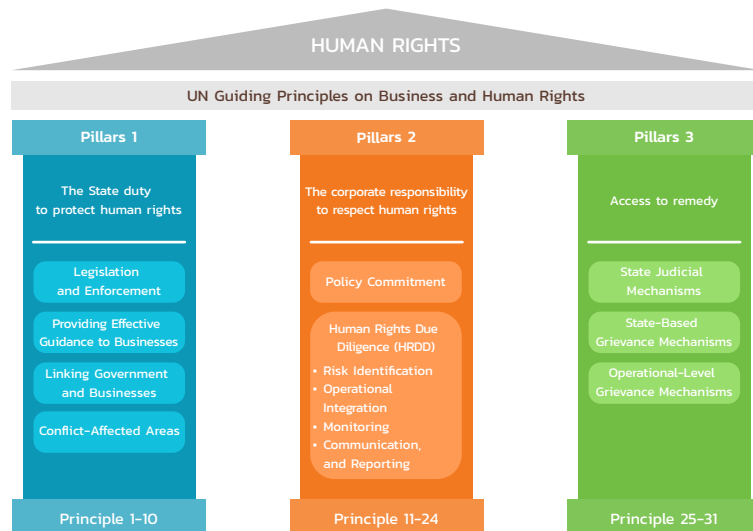 HUMAN RIGHTS
UN Guiding Principles on Business and Human Rights
Pillars 1
The State duty
to protect human rights
Legislation
and Enforcement
Providing Effective
Guidance to Businesses
Linking Government
and Businesses
Conflict-Affected Areas
Principle 1-10
Pillars 2
The corporate responsibility
to respect human rights
Policy Commitment
Human Rights Due
Diligence (HRDD)
• Risk Identification
• Operational
Integration
• Monitoring
• Communication,
and Reporting
Principle 11-24
Pillars 3
Access to remedy
State Judicial
Mechanisms
State-Based
Grievance Mechanisms
Operational-Level
Grievance Mechanisms
Principle 25-31